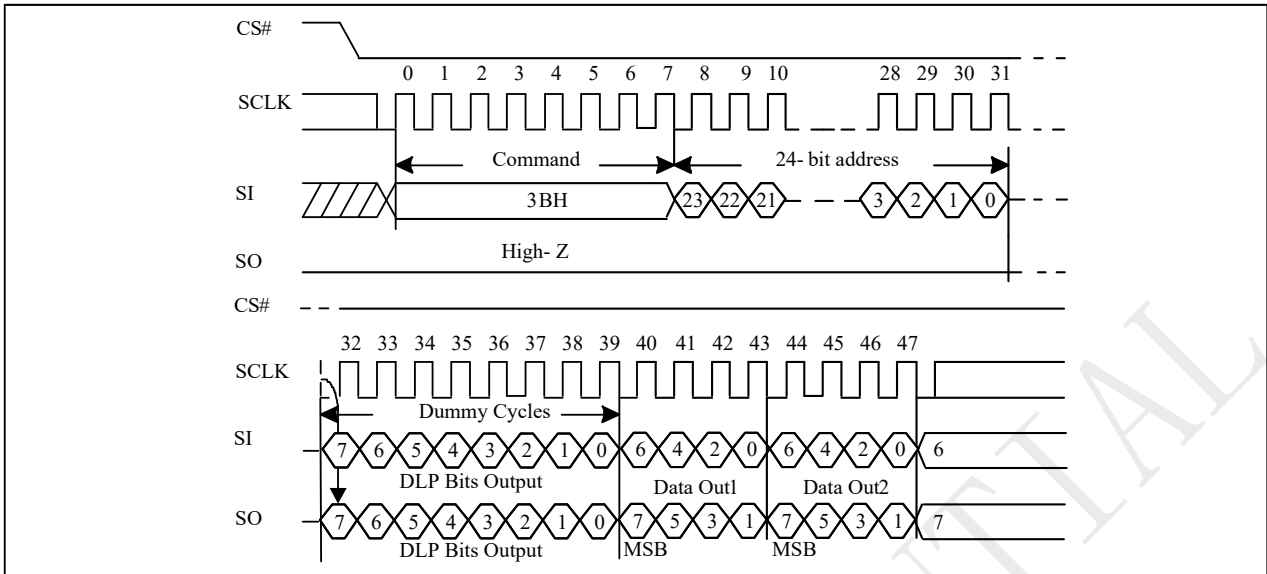 CS#
0 1 2 3 4 5 6 7 8 9 10 28 29 30 31
SCLK
Command 24- bit address
SI 3BH 23 22 21 3 2 1 0
High- Z
SO
CS#
32 33 34 35 36 37 38 39 40 41 42 43 44 45 46 47
SCLK
Dummy Cycles
SI 7 6 5 4 3 2 1 0 6 4 2 0 6 4 2 0 6
DLP Bits Output Data Out1 Data Out2
SO 7 6 5 4 3 2 1 0 7 5 3 1 7 5 3 1 7
DLP Bits Output MSB MSB